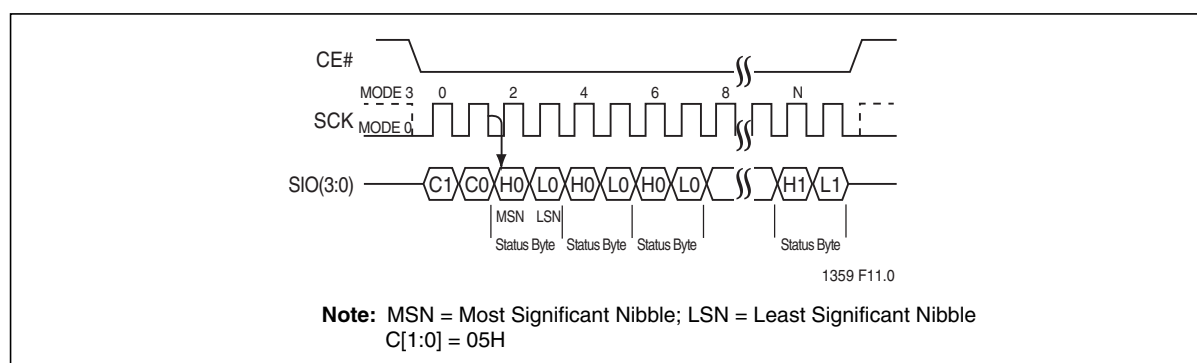 CE#
MODE 3 0 2 4 6 8 N
SCK MODE 0
SIO(3:0) C1 C0 H0 L0 H0 L0 H0 L0 H1 L1
MSN LSN
Status Byte Status Byte Status Byte Status Byte
1359 F11.0
Note: MSN = Most Significant Nibble; LSN = Least Significant Nibble
C[1:0] = 05H